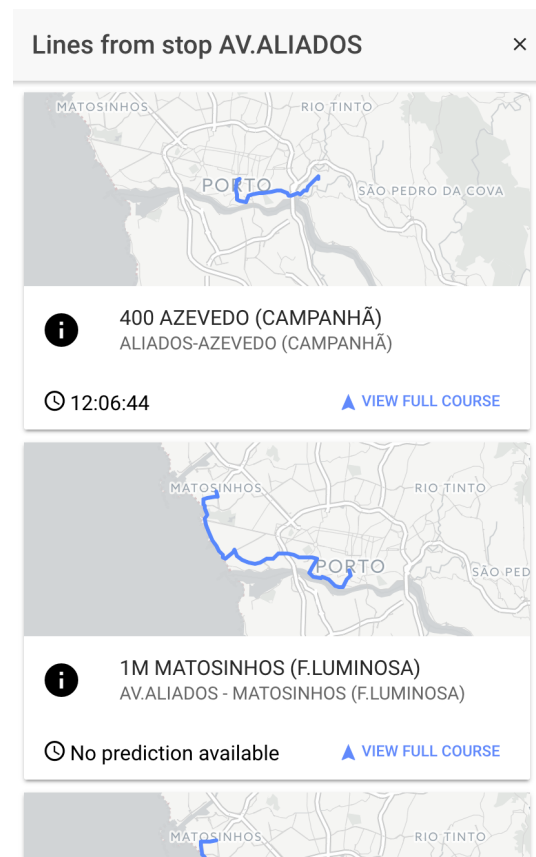 Lines from stop AV.ALIADOS
MATOSINHOS
RIO TINTO
PORTO
SÃO PEDRO DA COVA
400 AZEVEDO (CAMPANHÃ)
ALIADOS-AZEVEDO (CAMPANHÃ)
12:06:44
VIEW FULL COURSE
MATOSINHOS
RIO TINTO
PORTO
SÃO PED
1M MATOSINHOS (F.LUMINOSA)
AV.ALIADOS - MATOSINHOS (F.LUMINOSA)
No prediction available
VIEW FULL COURSE
MATOSINHOS
RIO TINTO